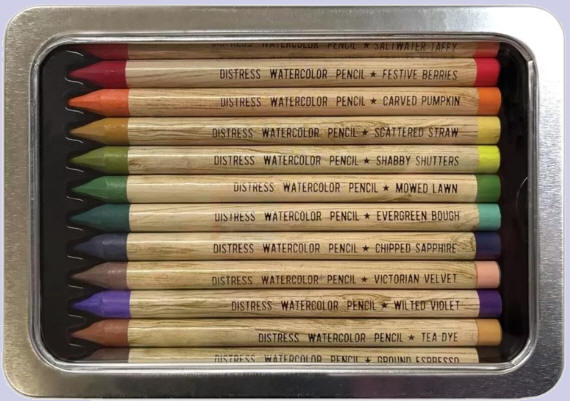 DISTRESS WATERCOLOR PENCIL ★ SALTWATER TAFFY
DISTRESS WATERCOLOR PENCIL ★ FESTIVE BERRIES
DISTRESS WATERCOLOR PENCIL ★ CARVED PUMPKIN
DISTRESS WATERCOLOR PENCIL ★ SCATTERED STRAW
DISTRESS WATERCOLOR PENCIL ★ SHABBY SHUTTERS
DISTRESS WATERCOLOR PENCIL ★ MOWED LAWN
DISTRESS WATERCOLOR PENCIL ★ EVERGREEN BOUGH
DISTRESS WATERCOLOR PENCIL ★ CHIPPED SAPPHIRE
DISTRESS WATERCOLOR PENCIL ★ VICTORIAN VELVET
DISTRESS WATERCOLOR PENCIL ★ WILTED VIOLET
DISTRESS WATERCOLOR PENCIL ★ TEA DYE
DISTRESS WATERCOLOR PENCIL ★ GROUND ESPRESSO